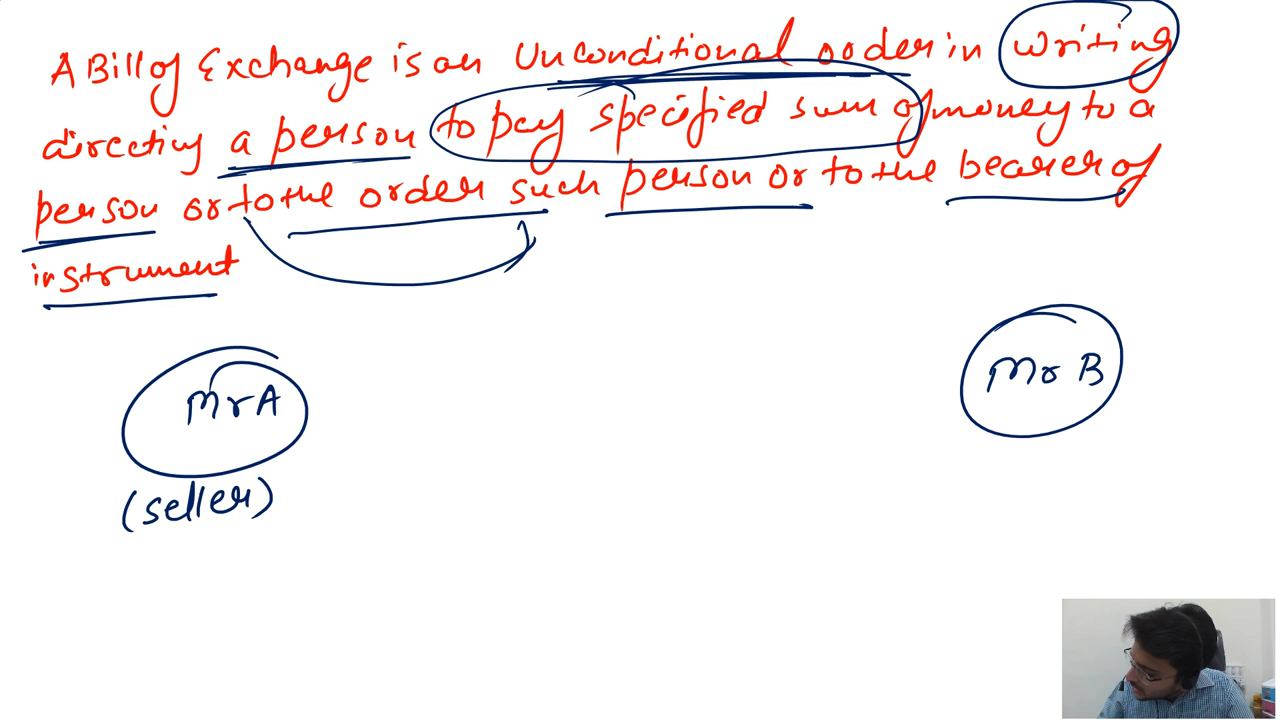 A Bill of Exchange is an Unconditional order in writing
directing a person to pay specified sum of money to a
person or to the order such person or to the bearer of
instrument
Mr A
Mr B
(seller)